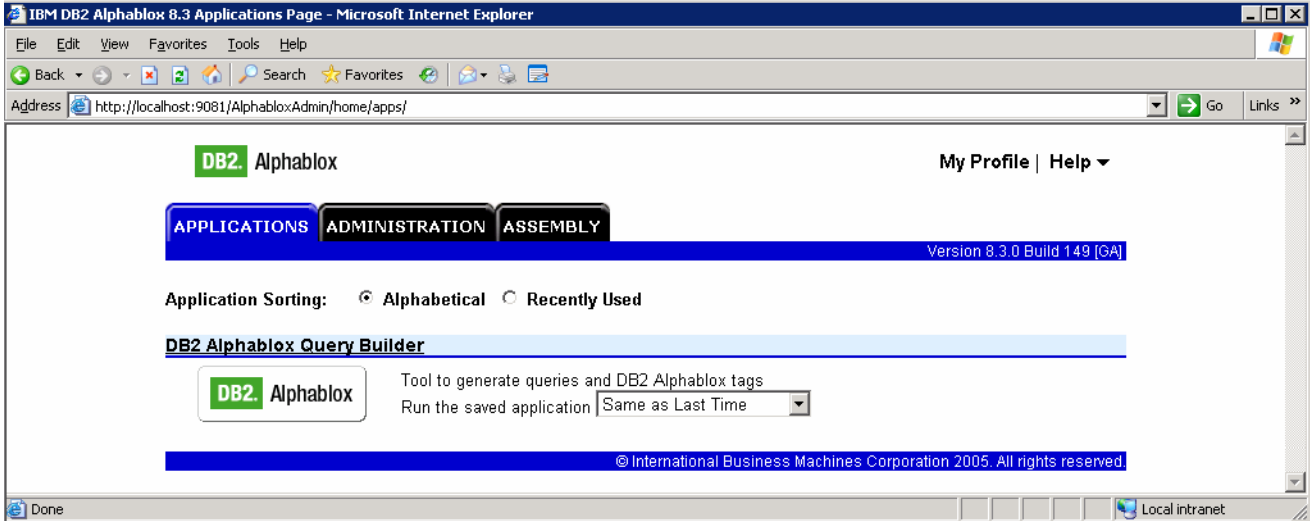 IBM DB2 Alphablox 8.3 Applications Page - Microsoft Internet Explorer
File Edit View Favorites Tools Help
Back Search Favorites
Address http://localhost:9081/AlphabloxAdmin/home/apps/ Go Links »
DB2. Alphablox My Profile | Help
APPLICATIONS ADMINISTRATION ASSEMBLY
Version 8.3.0 Build 149 [GA]
Application Sorting: Alphabetical Recently Used
DB2 Alphablox Query Builder
DB2. Alphablox
Tool to generate queries and DB2 Alphablox tags
Run the saved application Same as Last Time
© International Business Machines Corporation 2005. All rights reserved.
Done Local intranet